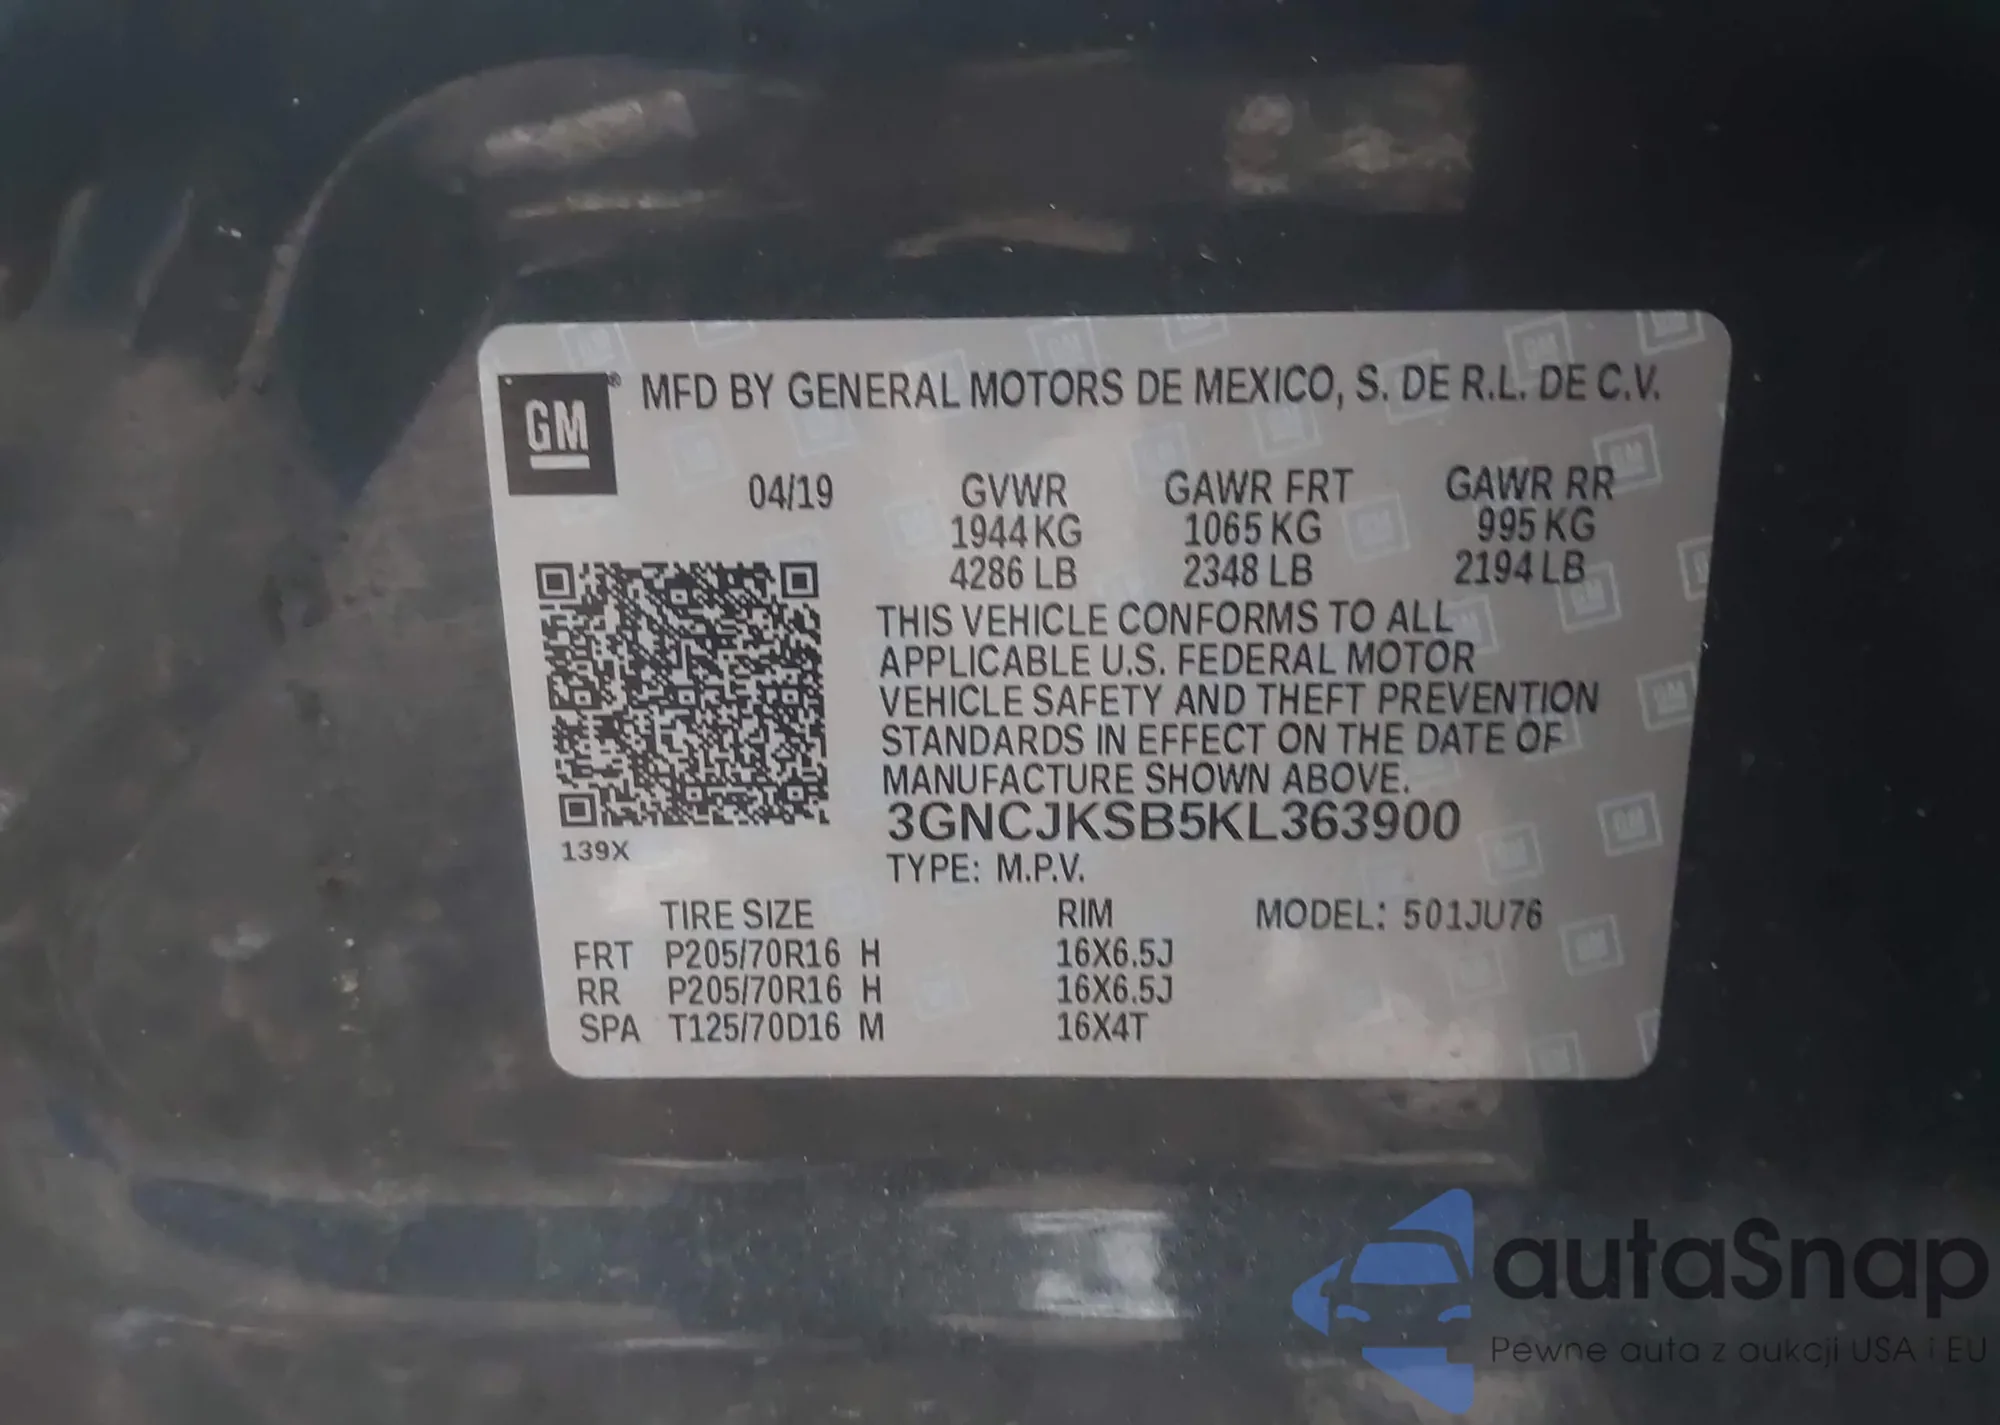 GM® MFD BY GENERAL MOTORS DE MEXICO, S. DE R.L. DE C.V.
04/19 GVWR GAWR FRT GAWR RR
1944 KG 1065 KG 995 KG
4286 LB 2348 LB 2194 LB
THIS VEHICLE CONFORMS TO ALL
APPLICABLE U.S. FEDERAL MOTOR
VEHICLE SAFETY AND THEFT PREVENTION
STANDARDS IN EFFECT ON THE DATE OF
MANUFACTURE SHOWN ABOVE.
3GNCJKSB5KL363900
139X
TYPE: M.P.V.
TIRE SIZE RIM MODEL: 501JU76
FRT P205/70R16 H 16X6.5J
RR P205/70R16 H 16X6.5J
SPA T125/70D16 M 16X4T
autaSnap
Pewne auta z aukcji USA i EU